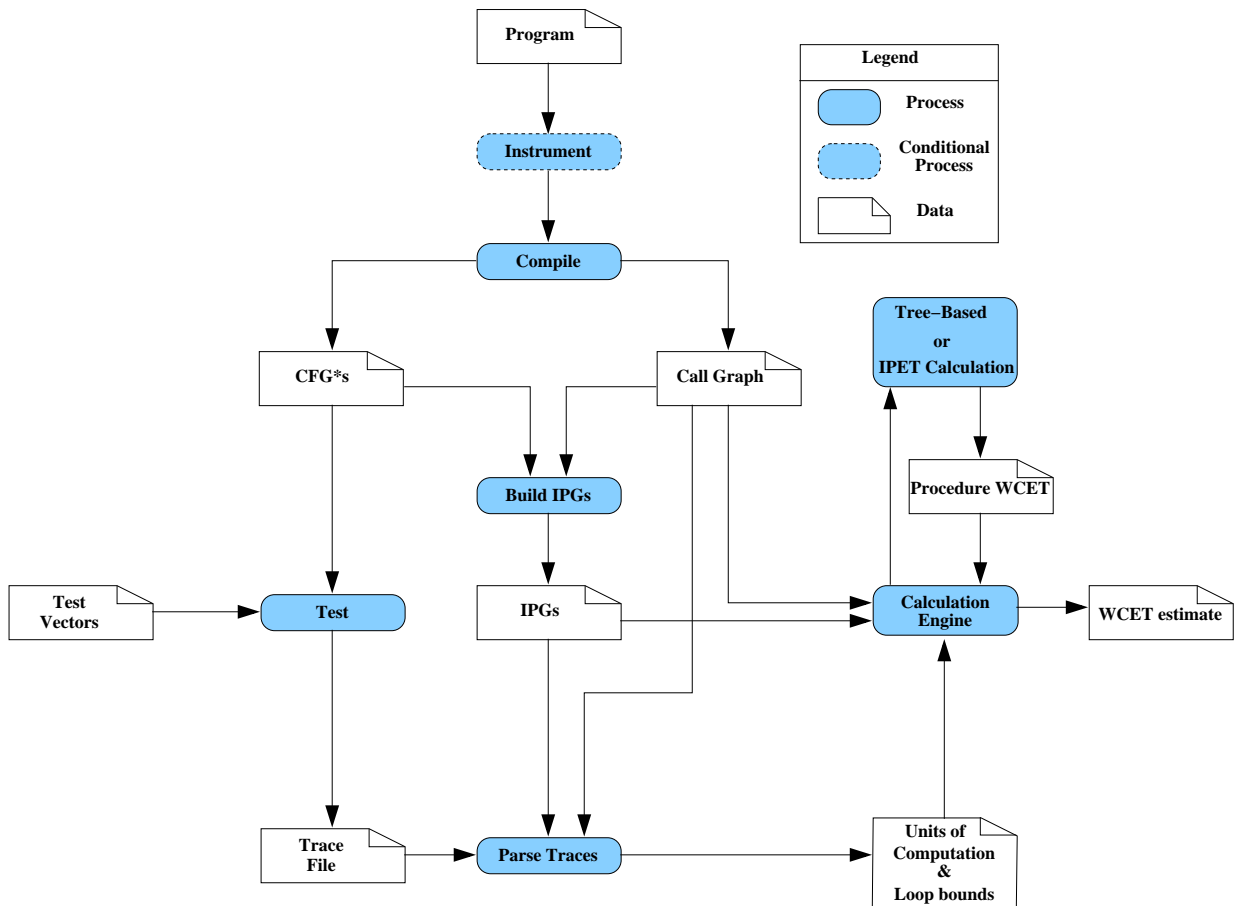 Program
Legend
Process
Instrument
Conditional
Process
Data
Compile
Tree−Based
or
IPET Calculation
CFG*s
Call Graph
Build IPGs
Procedure WCET
Test
Vectors
Test
IPGs
Calculation
Engine
WCET estimate
Trace
File
Parse Traces
Units of
Computation
&
Loop bounds